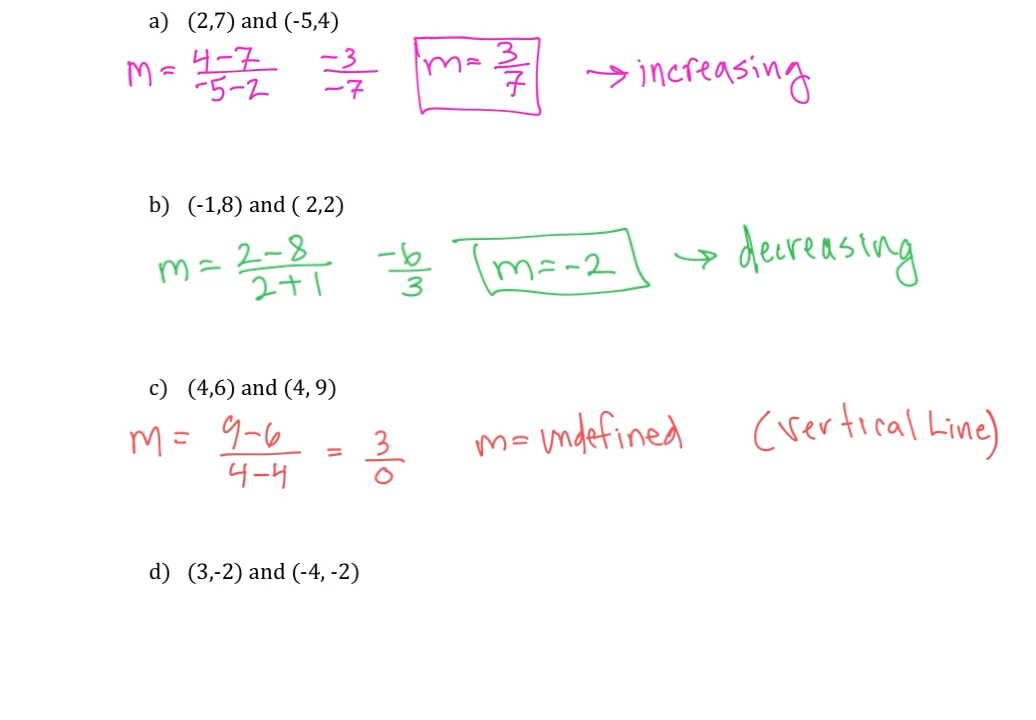 a) (2,7) and (-5,4)
m = 4-7/-5-2 -3/-7 m = 3/7 → increasing
b) (-1,8) and ( 2,2)
m = 2-8/2+1 -6/3 m = -2 → decreasing
c) (4,6) and (4, 9)
m = 9-6/4-4 = 3/0 m = undefined (vertical Line)
d) (3,-2) and (-4, -2)